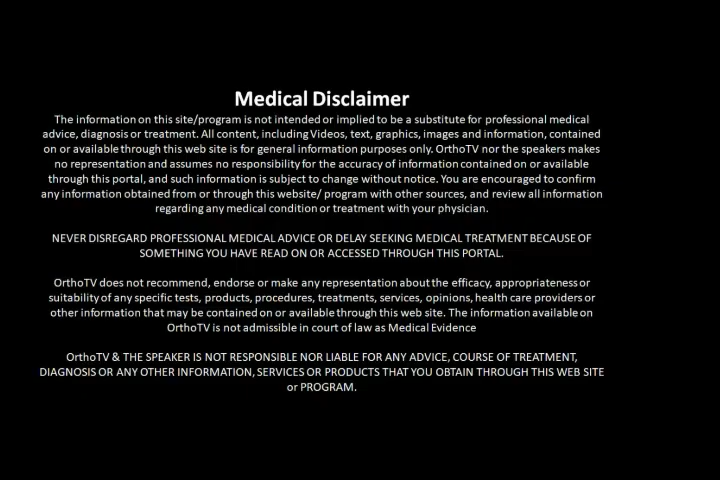 Medical Disclaimer
The information on this site/program is not intended or implied to be a substitute for professional medical
advice, diagnosis or treatment. All content, including Videos, text, graphics, images and information, contained
on or available through this web site is for general information purposes only. OrthoTV nor the speakers makes
no representation and assumes no responsibility for the accuracy of information contained on or available
through this portal, and such information is subject to change without notice. You are encouraged to confirm
any information obtained from or through this website/ program with other sources, and review all information
regarding any medical condition or treatment with your physician.
NEVER DISREGARD PROFESSIONAL MEDICAL ADVICE OR DELAY SEEKING MEDICAL TREATMENT BECAUSE OF
SOMETHING YOU HAVE READ ON OR ACCESSED THROUGH THIS PORTAL.
OrthoTV does not recommend, endorse or make any representation about the efficacy, appropriateness or
suitability of any specific tests, products, procedures, treatments, services, opinions, health care providers or
other information that may be contained on or available through this web site. The information available on
OrthoTV is not admissible in court of law as Medical Evidence
OrthoTV & THE SPEAKER IS NOT RESPONSIBLE NOR LIABLE FOR ANY ADVICE, COURSE OF TREATMENT,
DIAGNOSIS OR ANY OTHER INFORMATION, SERVICES OR PRODUCTS THAT YOU OBTAIN THROUGH THIS WEB SITE
or PROGRAM.